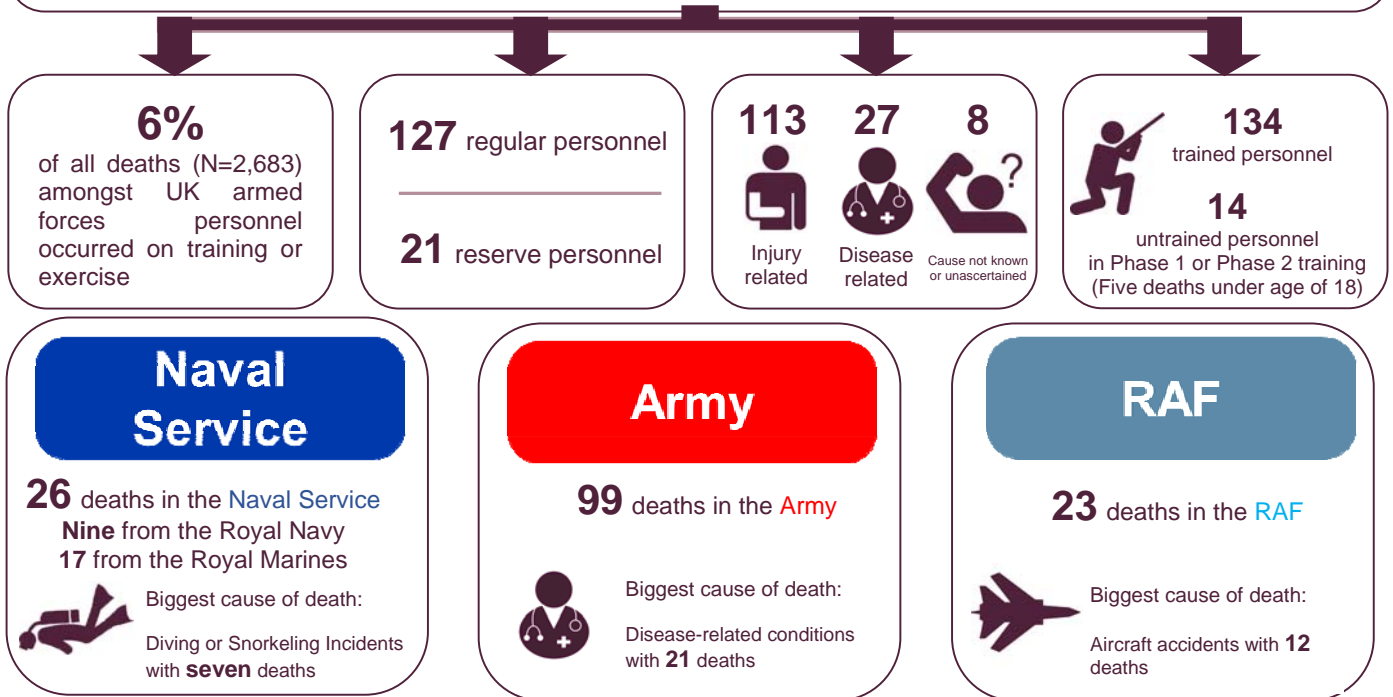 6%
of all deaths (N=2,683)
amongst UK armed
forces personnel
occurred on training or
exercise
127 regular personnel
21 reserve personnel
113
Injury
related
27
Disease
related
8
?
Cause not known
or unascertained
134
trained personnel
14
untrained personnel
in Phase 1 or Phase 2 training
(Five deaths under age of 18)
Naval
Service
26 deaths in the Naval Service
Nine from the Royal Navy
17 from the Royal Marines
Biggest cause of death:
Diving or Snorkeling Incidents
with seven deaths
Army
99 deaths in the Army
Biggest cause of death:
Disease-related conditions
with 21 deaths
RAF
23 deaths in the RAF
Biggest cause of death:
Aircraft accidents with 12
deaths